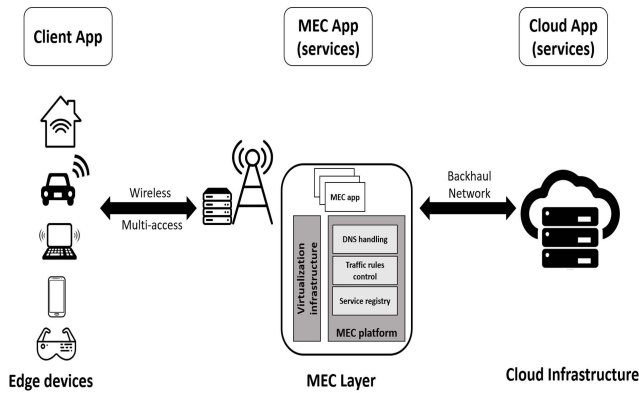 Client App
MEC App
(services)
Cloud App
(services)
Wireless
Multi-access
MEC app
Virtualization
infrastructure
DNS handling
Traffic rules
control
Service registry
MEC platform
Backhaul
Network
Edge devices
MEC Layer
Cloud Infrastructure